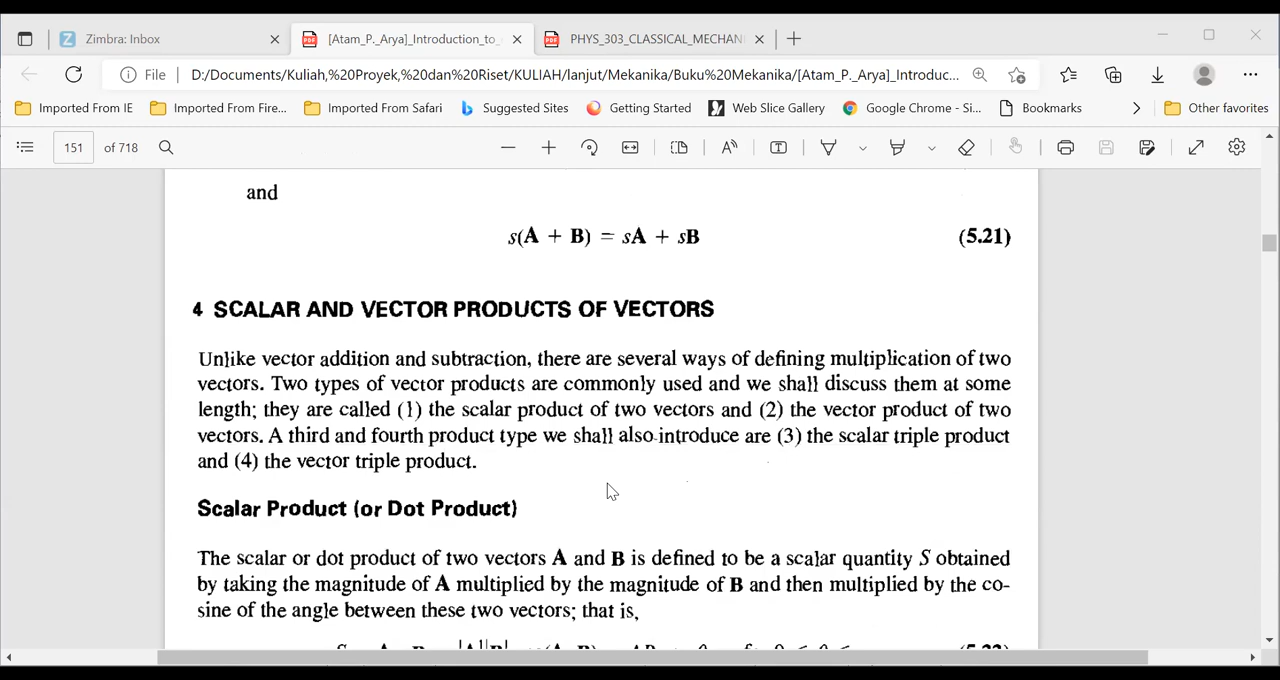 Zimbra: Inbox
[Atam_P._Arya]_Introduction_to_
PHYS_303_CLASSICAL_MECHAN
File
D:/Documents/Kuliah,%20Proyek,%20dan%20Riset/KULIAH/lanjut/Mekanika/Buku%20Mekanika/[Atam_P._Arya]_Introduc...
Imported From IE
Imported From Fire...
Imported From Safari
Suggested Sites
Getting Started
Web Slice Gallery
Google Chrome - Si...
Bookmarks
Other favorites
151 of 718
and
s(A + B) = sA + sB (5.21)
4 SCALAR AND VECTOR PRODUCTS OF VECTORS
Unlike vector addition and subtraction, there are several ways of defining multiplication of two
vectors. Two types of vector products are commonly used and we shall discuss them at some
length; they are called (1) the scalar product of two vectors and (2) the vector product of two
vectors. A third and fourth product type we shall also introduce are (3) the scalar triple product
and (4) the vector triple product.
Scalar Product (or Dot Product)
The scalar or dot product of two vectors A and B is defined to be a scalar quantity S obtained
by taking the magnitude of A multiplied by the magnitude of B and then multiplied by the co-
sine of the angle between these two vectors; that is,